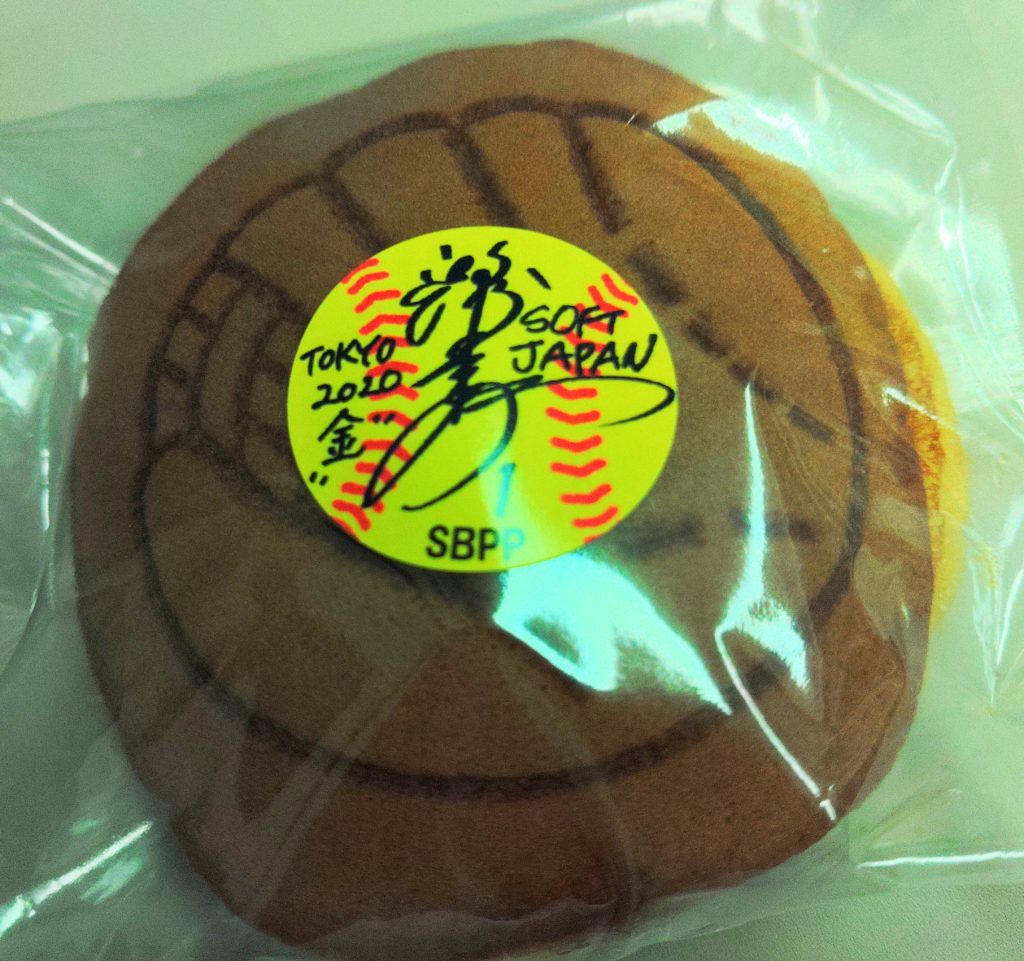 TOKYO
2020
"金"
SOFT
JAPAN
1
SBPP